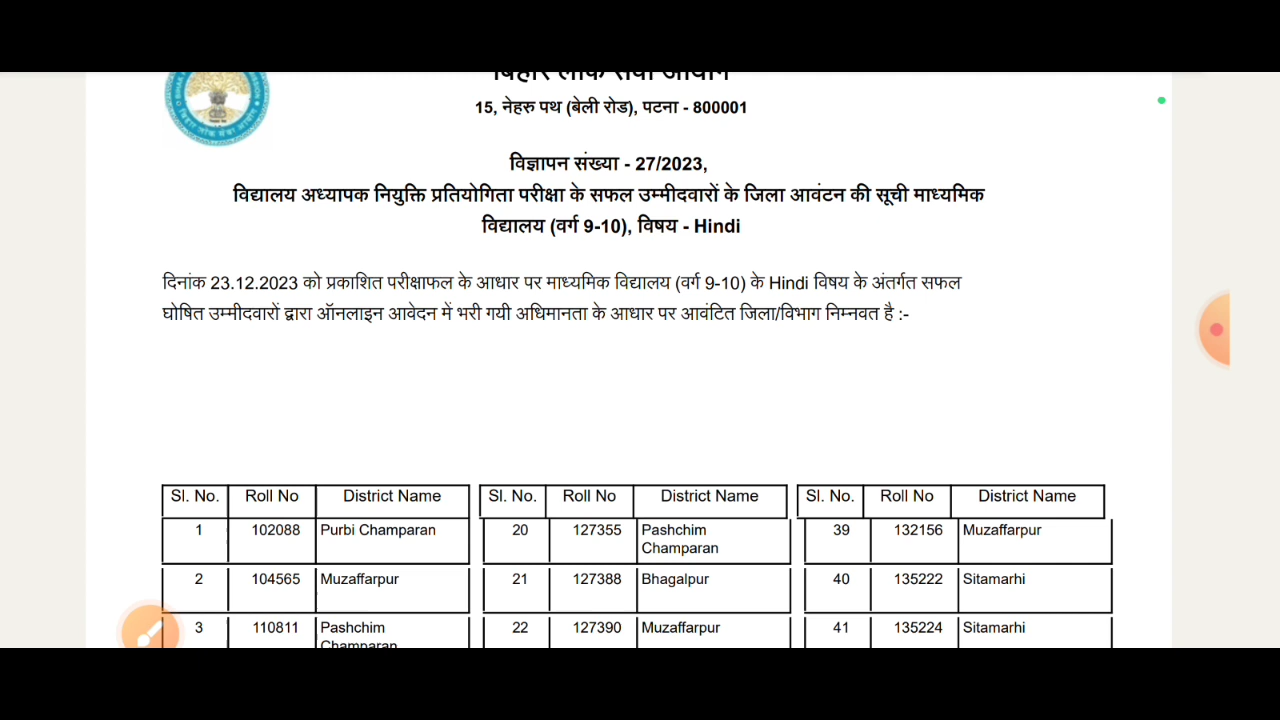 बिहार लोक सेवा आयोग
15, नेहरु पथ (बेली रोड), पटना - 800001
विज्ञापन संख्या - 27/2023,
विद्यालय अध्यापक नियुक्ति प्रतियोगिता परीक्षा के सफल उम्मीदवारों के जिला आवंटन की सूची माध्यमिक
विद्यालय (वर्ग 9-10), विषय - Hindi
दिनांक 23.12.2023 को प्रकाशित परीक्षाफल के आधार पर माध्यमिक विद्यालय (वर्ग 9-10) के Hindi विषय के अंतर्गत सफल
घोषित उम्मीदवारों द्वारा ऑनलाइन आवेदन में भरी गयी अधिमानता के आधार पर आवंटित जिला/विभाग निम्नवत है :-
Sl. No. Roll No District Name Sl. No. Roll No District Name Sl. No. Roll No District Name
1 102088 Purbi Champaran 20 127355 Pashchim Champaran 39 132156 Muzaffarpur
2 104565 Muzaffarpur 21 127388 Bhagalpur 40 135222 Sitamarhi
3 110811 Pashchim Champaran 22 127390 Muzaffarpur 41 135224 Sitamarhi